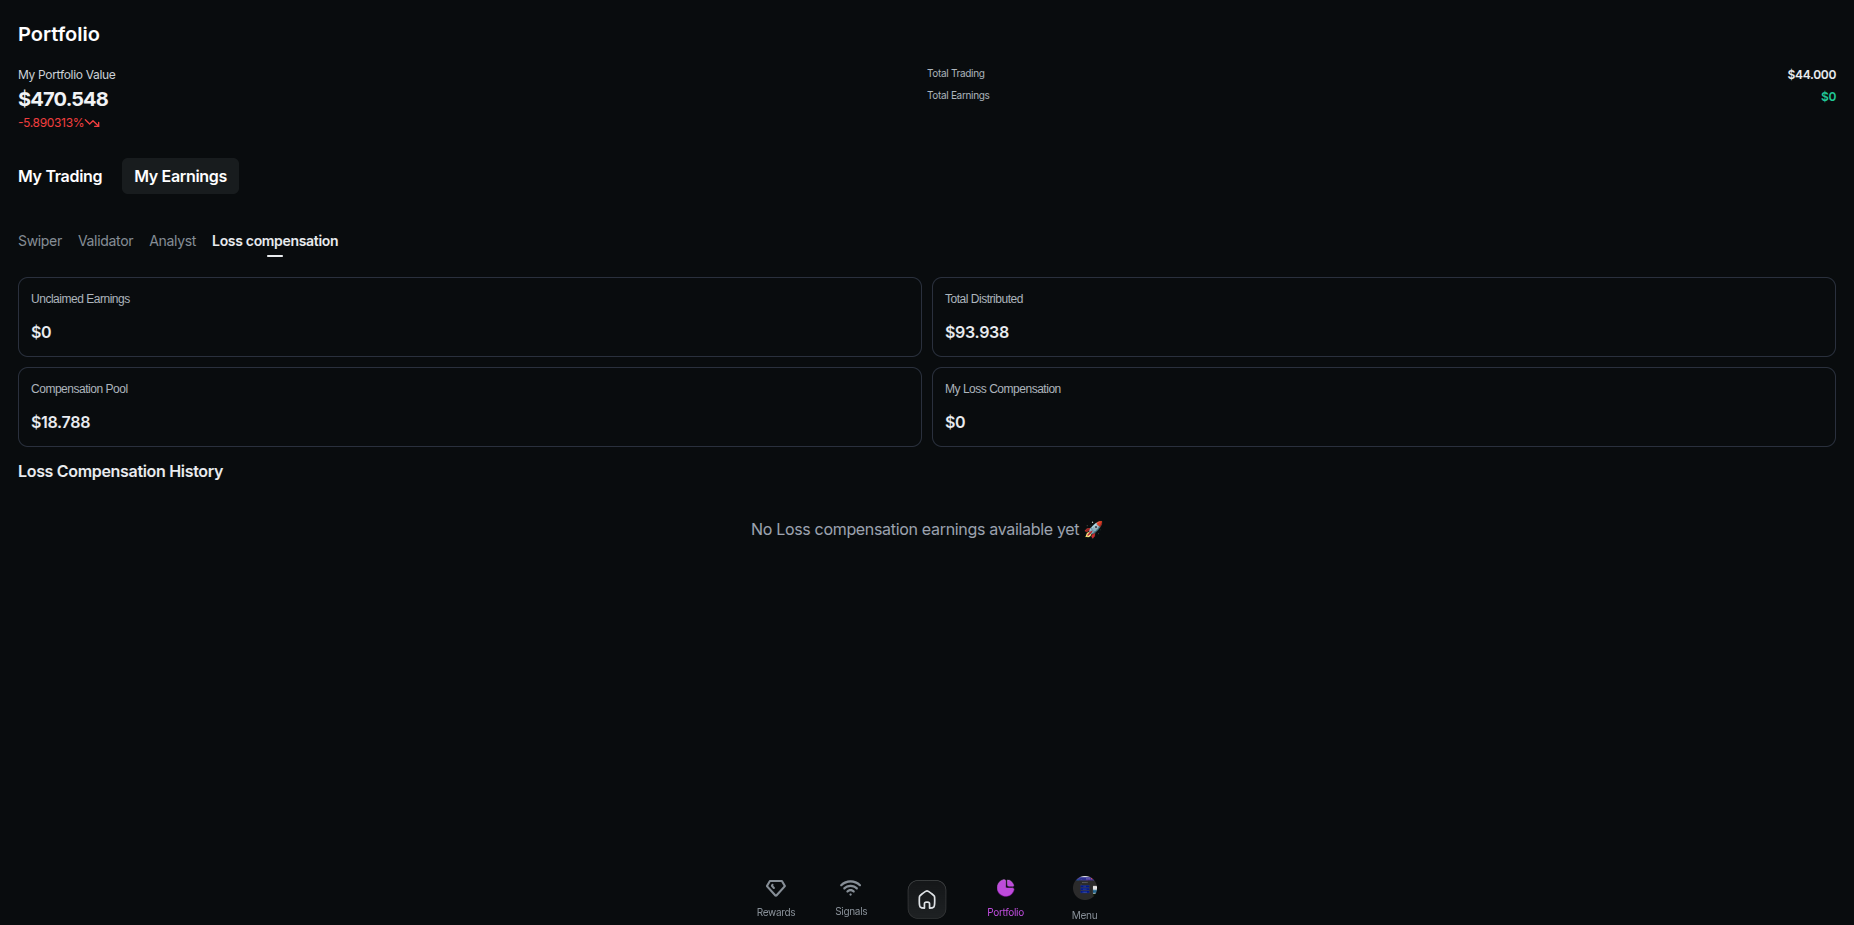 Portfolio
My Portfolio Value
$470.548
-5.890313%
Total Trading $44.000
Total Earnings $0
My Trading My Earnings
Swiper Validator Analyst Loss compensation
Unclaimed Earnings
$0
Total Distributed
$93.938
Compensation Pool
$18.788
My Loss Compensation
$0
Loss Compensation History
No Loss compensation earnings available yet 🚀
Rewards Signals Portfolio Menu